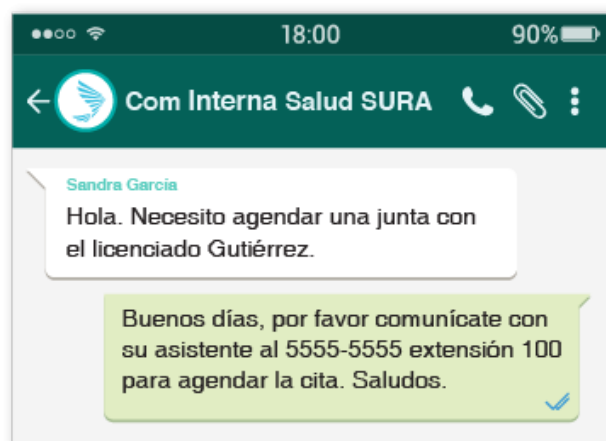 18:00
90%
Com Interna Salud SURA
Sandra García
Hola. Necesito agendar una junta con
el licenciado Gutiérrez.
Buenos días, por favor comunícate con
su asistente al 5555-5555 extensión 100
para agendar la cita. Saludos.